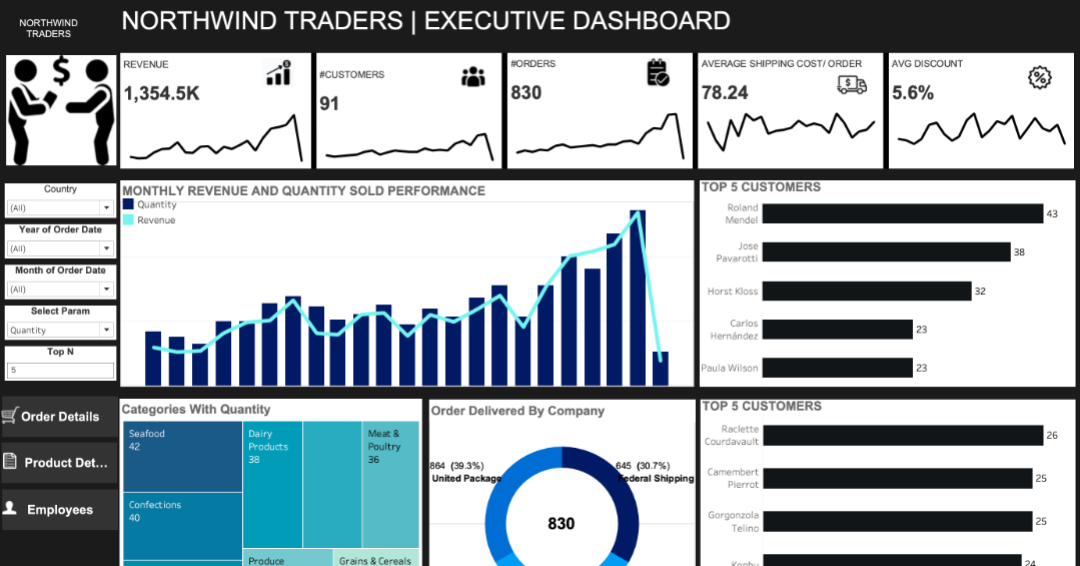 NORTHWIND
TRADERS
NORTHWIND TRADERS | EXECUTIVE DASHBOARD
REVENUE
1,354.5K
#CUSTOMERS
91
#ORDERS
830
AVERAGE SHIPPING COST/ ORDER
78.24
AVG DISCOUNT
5.6%
Country
(All)
Year of Order Date
(All)
Month of Order Date
(All)
Select Param
Quantity
Top N
5
Order Details
Product Det...
Employees
MONTHLY REVENUE AND QUANTITY SOLD PERFORMANCE
Quantity
Revenue
TOP 5 CUSTOMERS
Roland
Mendel
43
Jose
Pavarotti
38
Horst Kloss
32
Carlos
Hernández
23
Paula Wilson
23
Categories With Quantity
Seafood
42
Confections
40
Dairy
Products
38
Meat &
Poultry
36
Produce
Grains & Cereals
Order Delivered By Company
864 (39.3%)
United Package
645 (30.7%)
Federal Shipping
830
TOP 5 CUSTOMERS
Raclette
Courdavault
26
Camembert
Pierrot
25
Gorgonzola
Telino
25
24